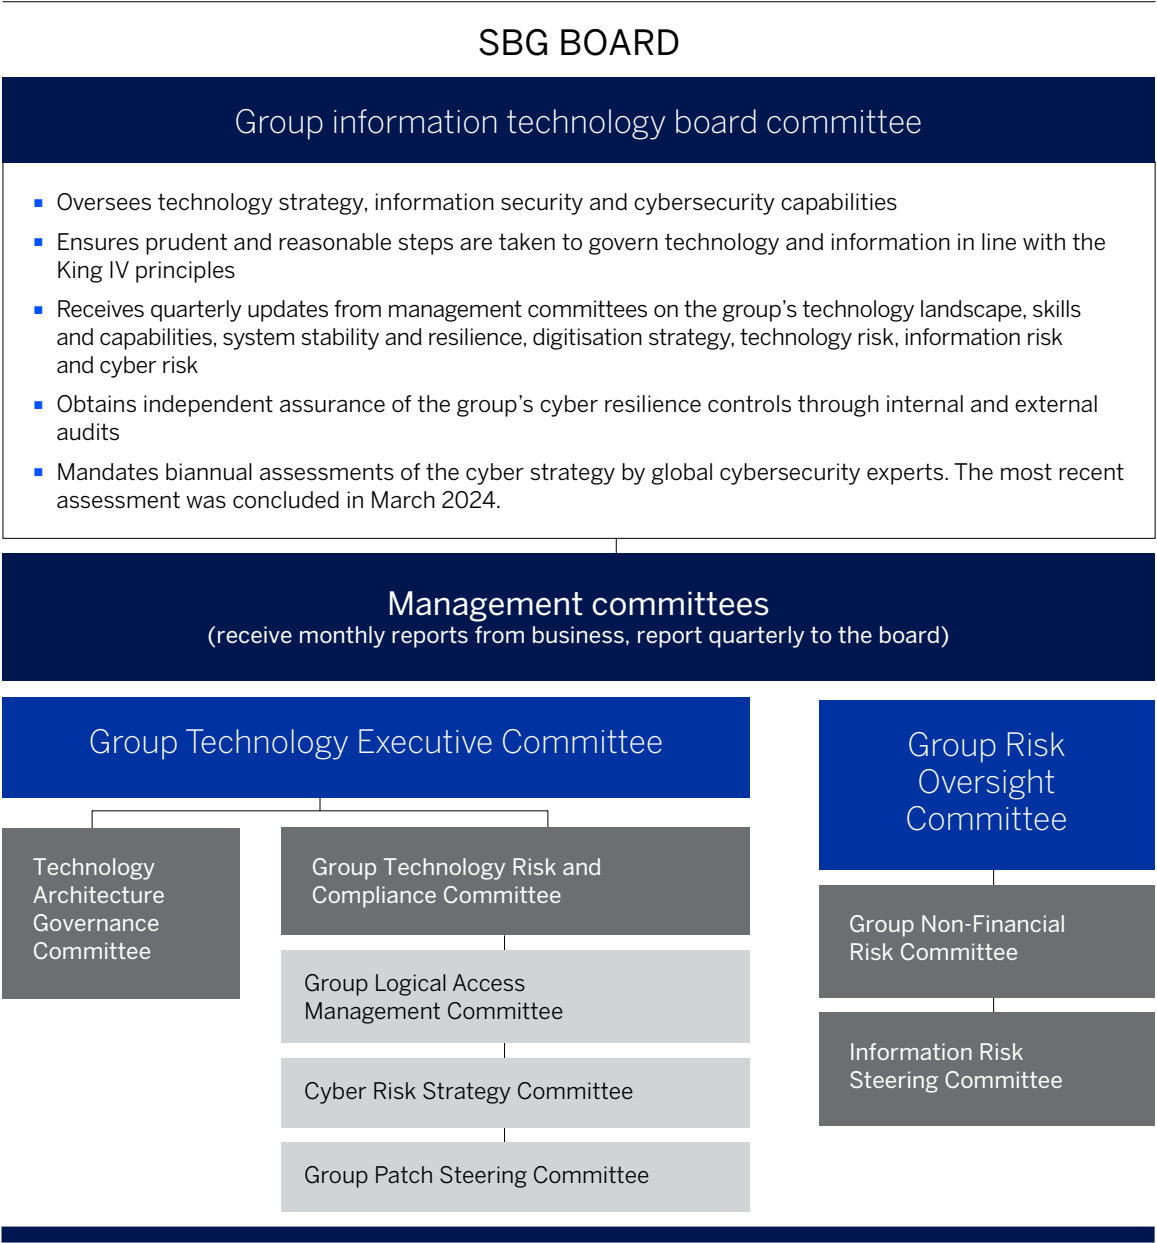 SBG BOARD
Group information technology board committee
Oversees technology strategy, information security and cybersecurity capabilities
Ensures prudent and reasonable steps are taken to govern technology and information in line with the
King IV principles
Receives quarterly updates from management committees on the group’s technology landscape, skills
and capabilities, system stability and resilience, digitisation strategy, technology risk, information risk
and cyber risk
Obtains independent assurance of the group’s cyber resilience controls through internal and external
audits
Mandates biannual assessments of the cyber strategy by global cybersecurity experts. The most recent
assessment was concluded in March 2024.
Management committees
(receive monthly reports from business, report quarterly to the board)
Group Technology Executive Committee
Technology
Architecture
Governance
Committee
Group Technology Risk and
Compliance Committee
Group Logical Access
Management Committee
Cyber Risk Strategy Committee
Group Patch Steering Committee
Group Risk
Oversight
Committee
Group Non-Financial
Risk Committee
Information Risk
Steering Committee